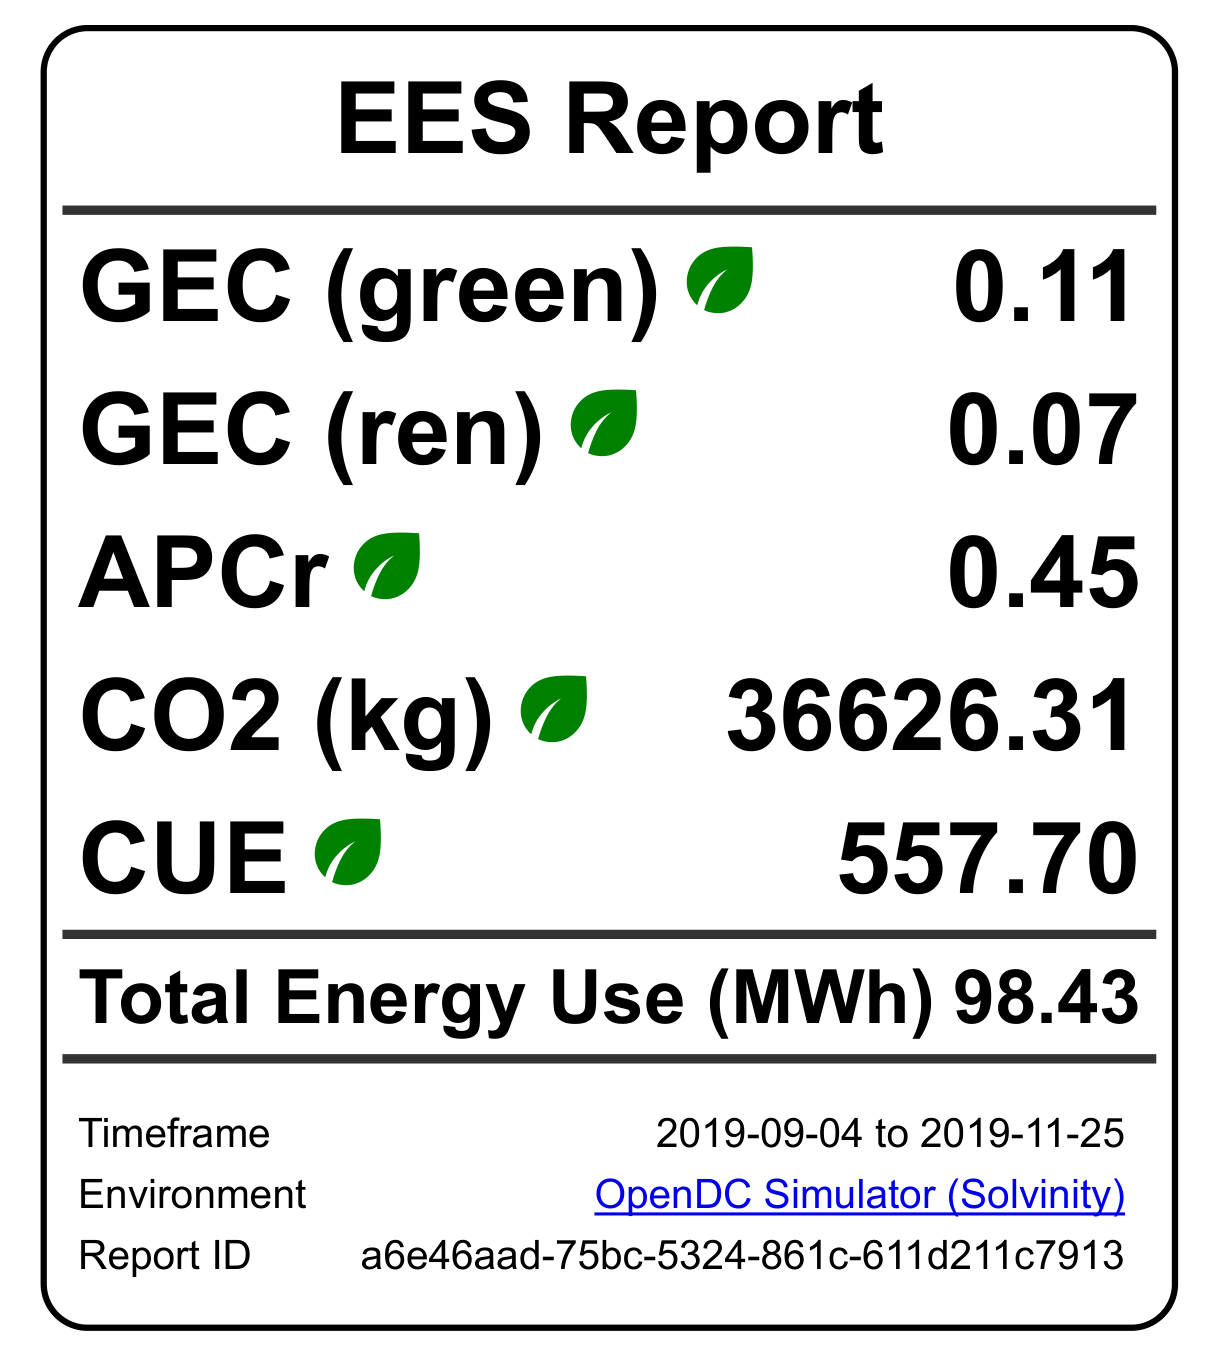 EES Report
GEC (green) 0.11
GEC (ren) 0.07
APCr 0.45
CO2 (kg) 36626.31
CUE 557.70
Total Energy Use (MWh) 98.43
Timeframe 2019-09-04 to 2019-11-25
Environment OpenDC Simulator (Solvinity)
Report ID a6e46aad-75bc-5324-861c-611d211c7913